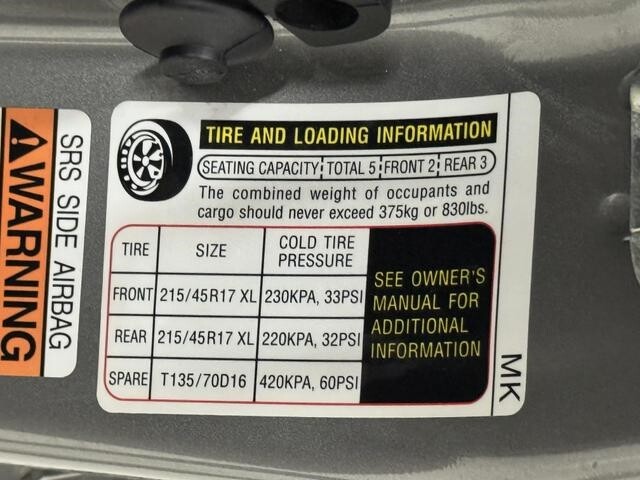 WARNING
SRS SIDE AIRBAG
TIRE AND LOADING INFORMATION
SEATING CAPACITY TOTAL 5 FRONT 2 REAR 3
The combined weight of occupants and
cargo should never exceed 375kg or 830lbs.
TIRE SIZE COLD TIRE PRESSURE
FRONT 215/45R17 XL 230KPA, 33PSI
REAR 215/45R17 XL 220KPA, 32PSI
SPARE T135/70D16 420KPA, 60PSI
SEE OWNER'S
MANUAL FOR
ADDITIONAL
INFORMATION
MK